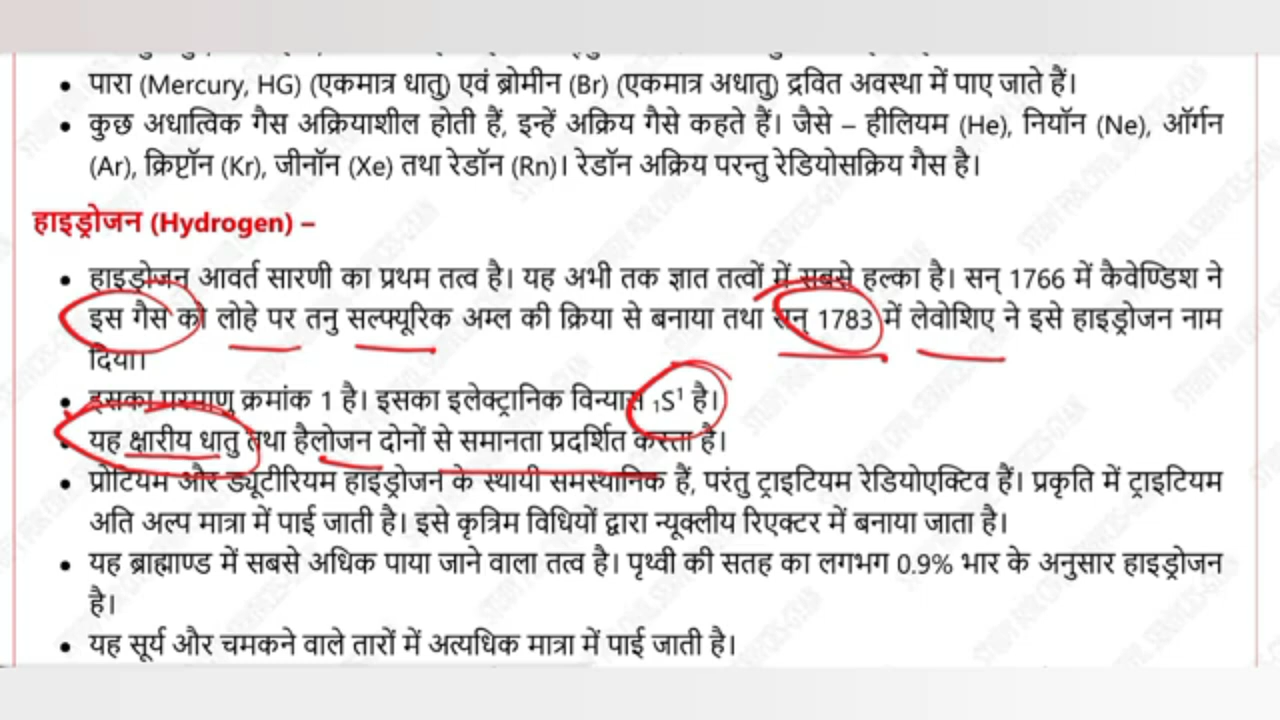 • पारा (Mercury, HG) (एकमात्र धातु) एवं ब्रोमीन (Br) (एकमात्र अधातु) द्रवित अवस्था में पाए जाते हैं।
• कुछ अधात्विक गैस अक्रियाशील होती हैं, इन्हें अक्रिय गैसे कहते हैं। जैसे – हीलियम (He), नियॉन (Ne), ऑर्गन
(Ar), क्रिप्टॉन (Kr), जीनॉन (Xe) तथा रेडॉन (Rn)। रेडॉन अक्रिय परन्तु रेडियोसक्रिय गैस है।
हाइड्रोजन (Hydrogen) –
• हाइड्रोजन आवर्त सारणी का प्रथम तत्व है। यह अभी तक ज्ञात तत्वों में सबसे हल्का है। सन् 1766 में कैवेण्डिश ने
इस गैस को लोहे पर तनु सल्फ्यूरिक अम्ल की क्रिया से बनाया तथा सन् 1783 में लेवोशिए ने इसे हाइड्रोजन नाम
दिया।
• इसका परमाणु क्रमांक 1 है। इसका इलेक्ट्रानिक विन्यास ₁S¹ है।
• यह क्षारीय धातु तथा हैलोजन दोनों से समानता प्रदर्शित करता है।
• प्रोटियम और ड्यूटीरियम हाइड्रोजन के स्थायी समस्थानिक हैं, परंतु ट्राइटियम रेडियोएक्टिव हैं। प्रकृति में ट्राइटियम
अति अल्प मात्रा में पाई जाती है। इसे कृत्रिम विधियों द्वारा न्यूक्लीय रिएक्टर में बनाया जाता है।
• यह ब्राह्माण्ड में सबसे अधिक पाया जाने वाला तत्व है। पृथ्वी की सतह का लगभग 0.9% भार के अनुसार हाइड्रोजन
है।
• यह सूर्य और चमकने वाले तारों में अत्यधिक मात्रा में पाई जाती है।